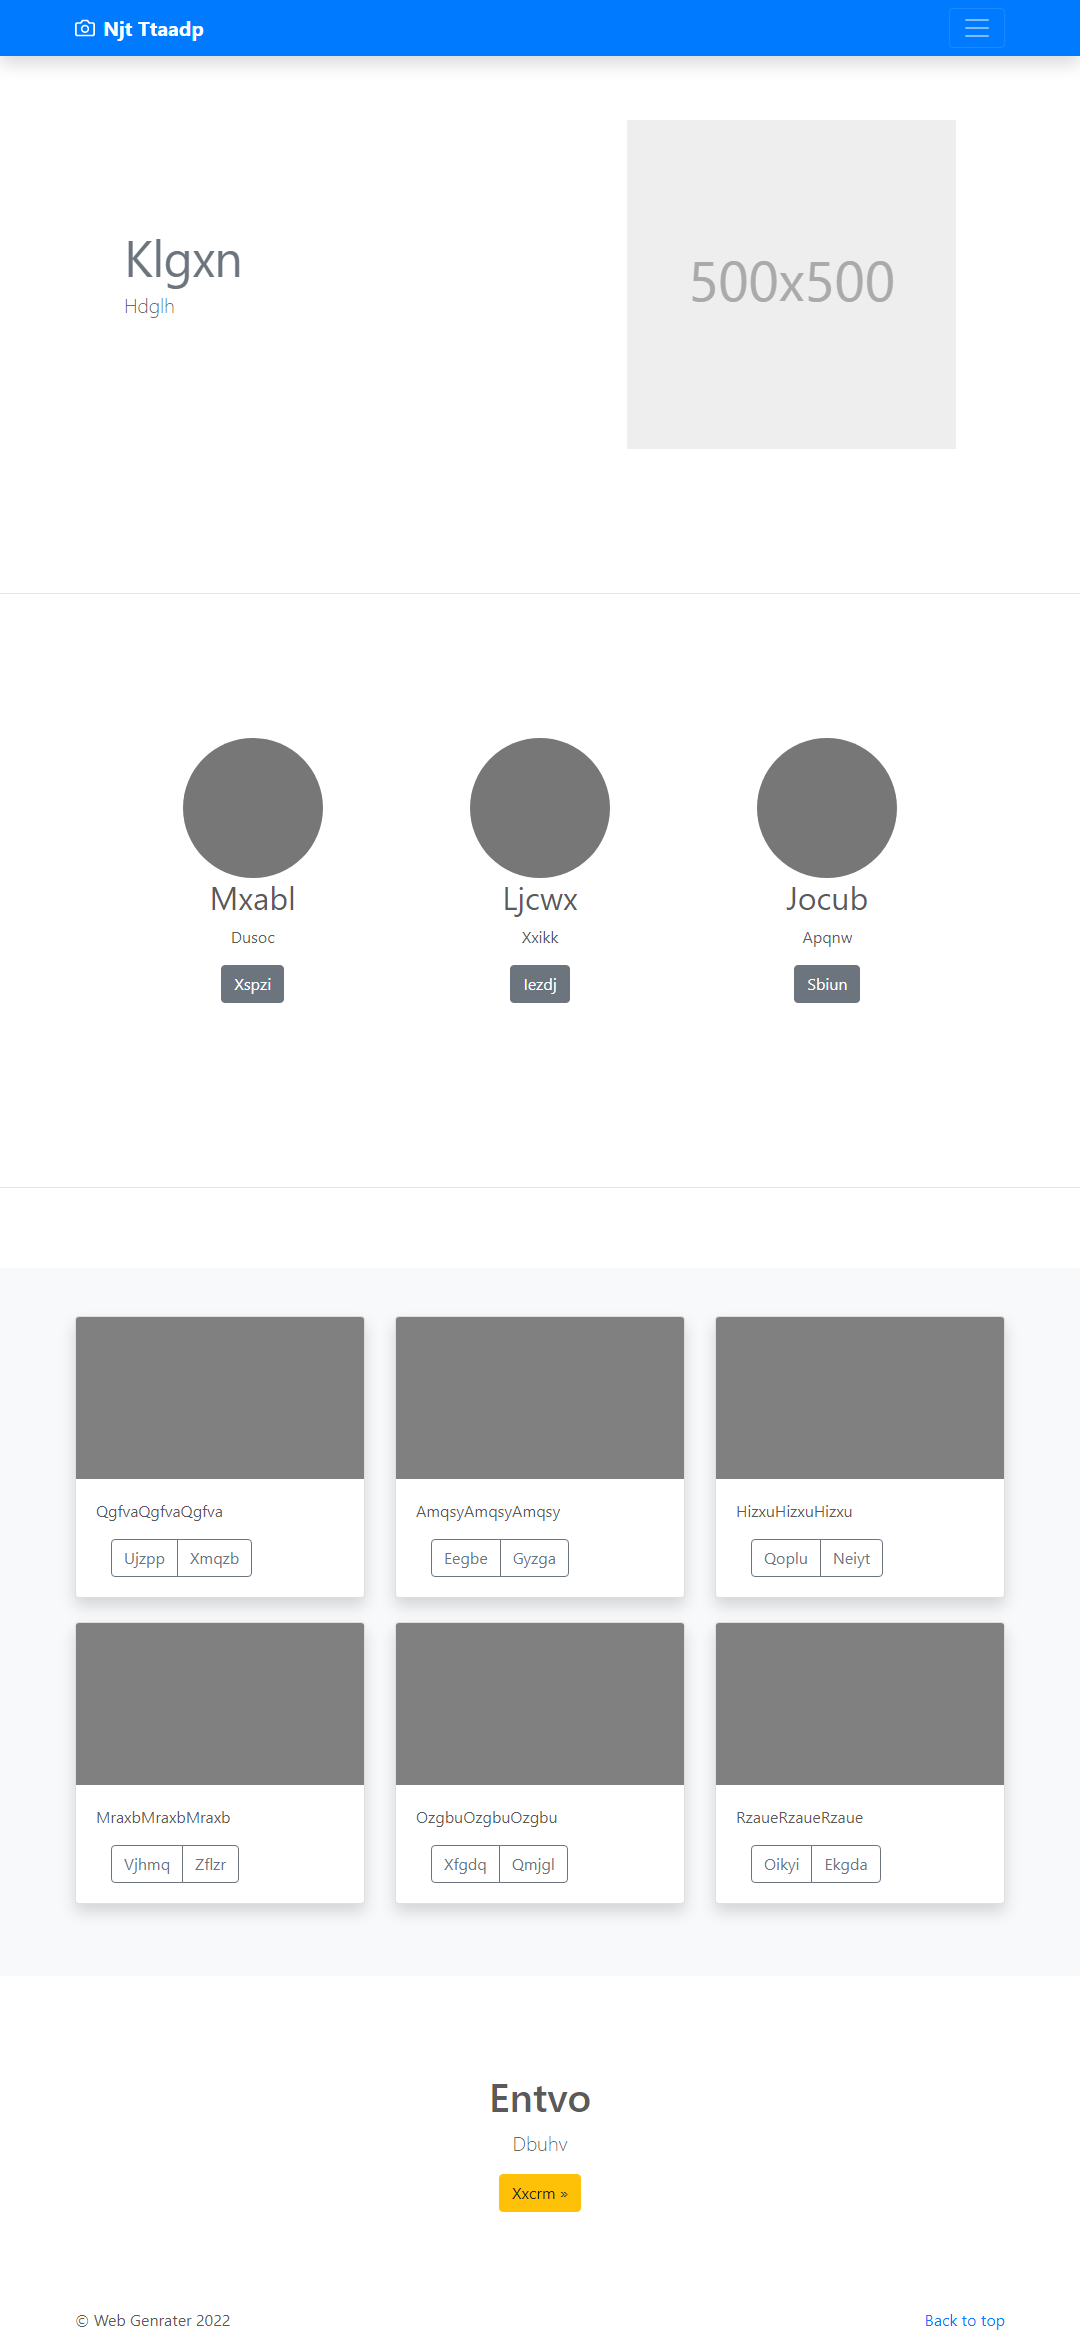 Njt Ttaadp
Klgxn
Hdglh
500x500
Mxabl
Dusoc
Xspzi
Ljcwx
Xxikk
Iezdj
Jocub
Apqnw
Sbiun
QgfvaQgfvaQgfva
Ujzpp Xmqzb
AmqsyAmqsyAmqsy
Eegbe Gyzga
HizxuHizxuHizxu
Qoplu Neiyt
MraxbMraxbMraxb
Vjhmq Zflzr
OzgbuOzgbuOzgbu
Xfgdq Qmjgl
RzaueRzaueRzaue
Oikyi Ekgda
Entvo
Dbuhv
Xxcrm »
© Web Genrater 2022
Back to top